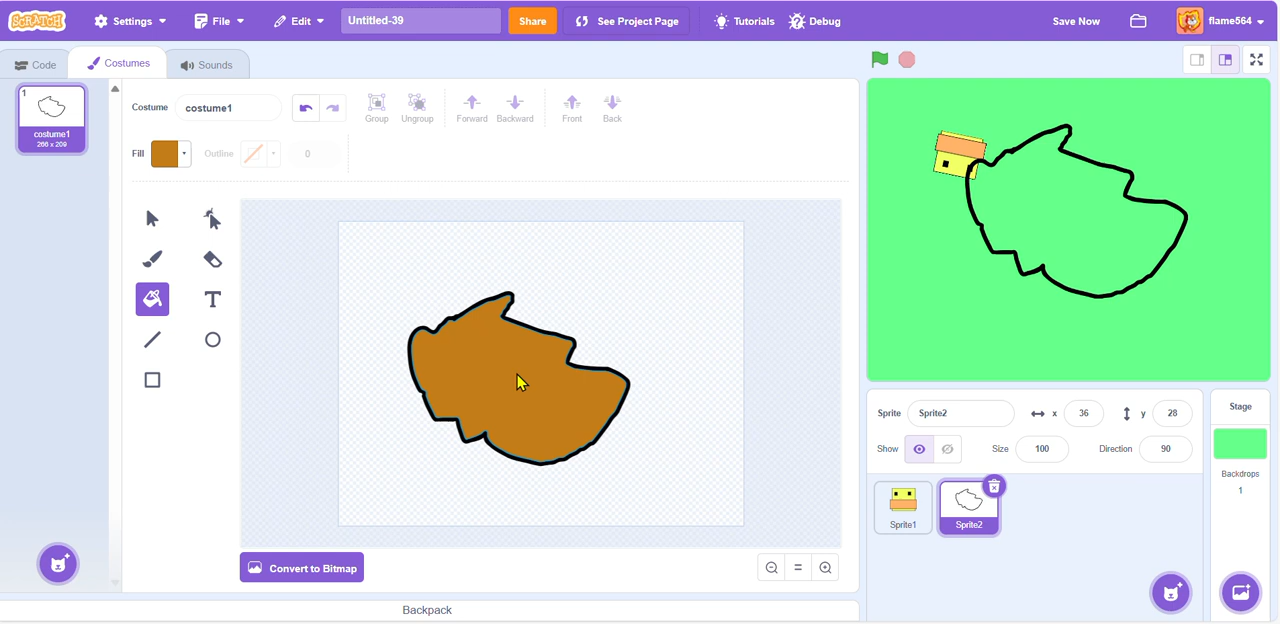 SCRATCH Settings File Edit Untitled-39 Share See Project Page Tutorials Debug Save Now flame564
Code Costumes Sounds
1
costume1
266 x 209
Costume costume1
Group Ungroup Forward Backward Front Back
Fill Outline 0
T
Convert to Bitmap
Backpack
Sprite Sprite2 x 36 y 28
Show Size 100 Direction 90
Sprite1
Sprite2
Stage
Backdrops
1